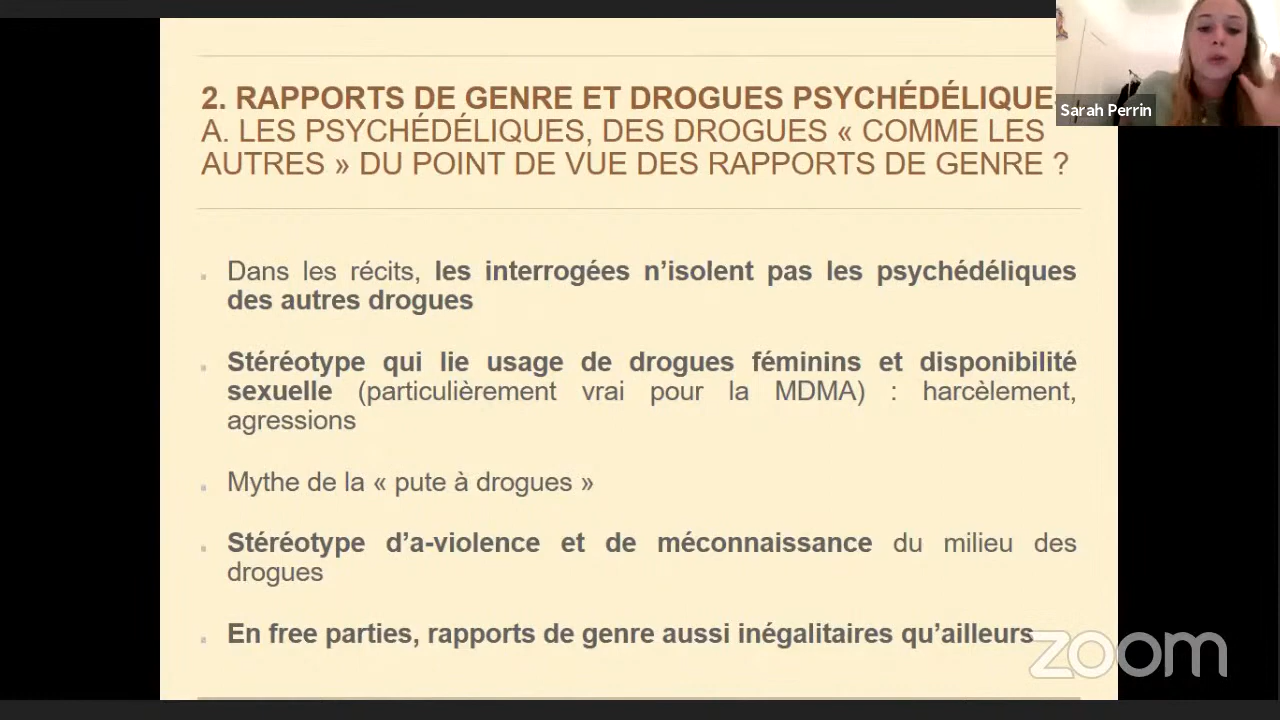 2. RAPPORTS DE GENRE ET DROGUES PSYCHÉDÉLIQUE
A. LES PSYCHÉDÉLIQUES, DES DROGUES « COMME LES
AUTRES » DU POINT DE VUE DES RAPPORTS DE GENRE ?
Sarah Perrin
Dans les récits, les interrogées n’isolent pas les psychédéliques
des autres drogues
Stéréotype qui lie usage de drogues féminins et disponibilité
sexuelle (particulièrement vrai pour la MDMA) : harcèlement,
agressions
Mythe de la « pute à drogues »
Stéréotype d’a-violence et de méconnaissance du milieu des
drogues
En free parties, rapports de genre aussi inégalitaires qu’ailleurs
zoom